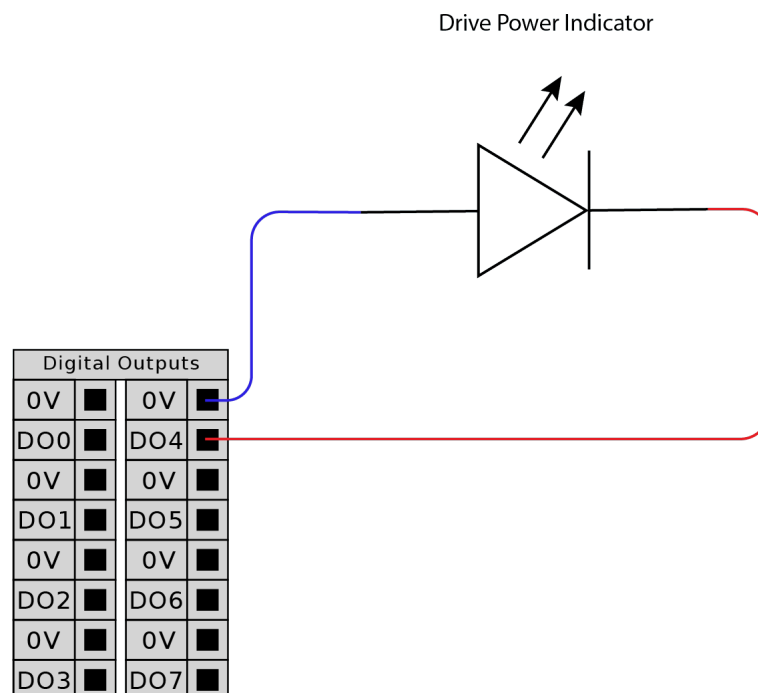 Drive Power Indicator
Digital Outputs
0V 0V
DO0 DO4
0V 0V
DO1 DO5
0V 0V
DO2 DO6
0V 0V
DO3 DO7